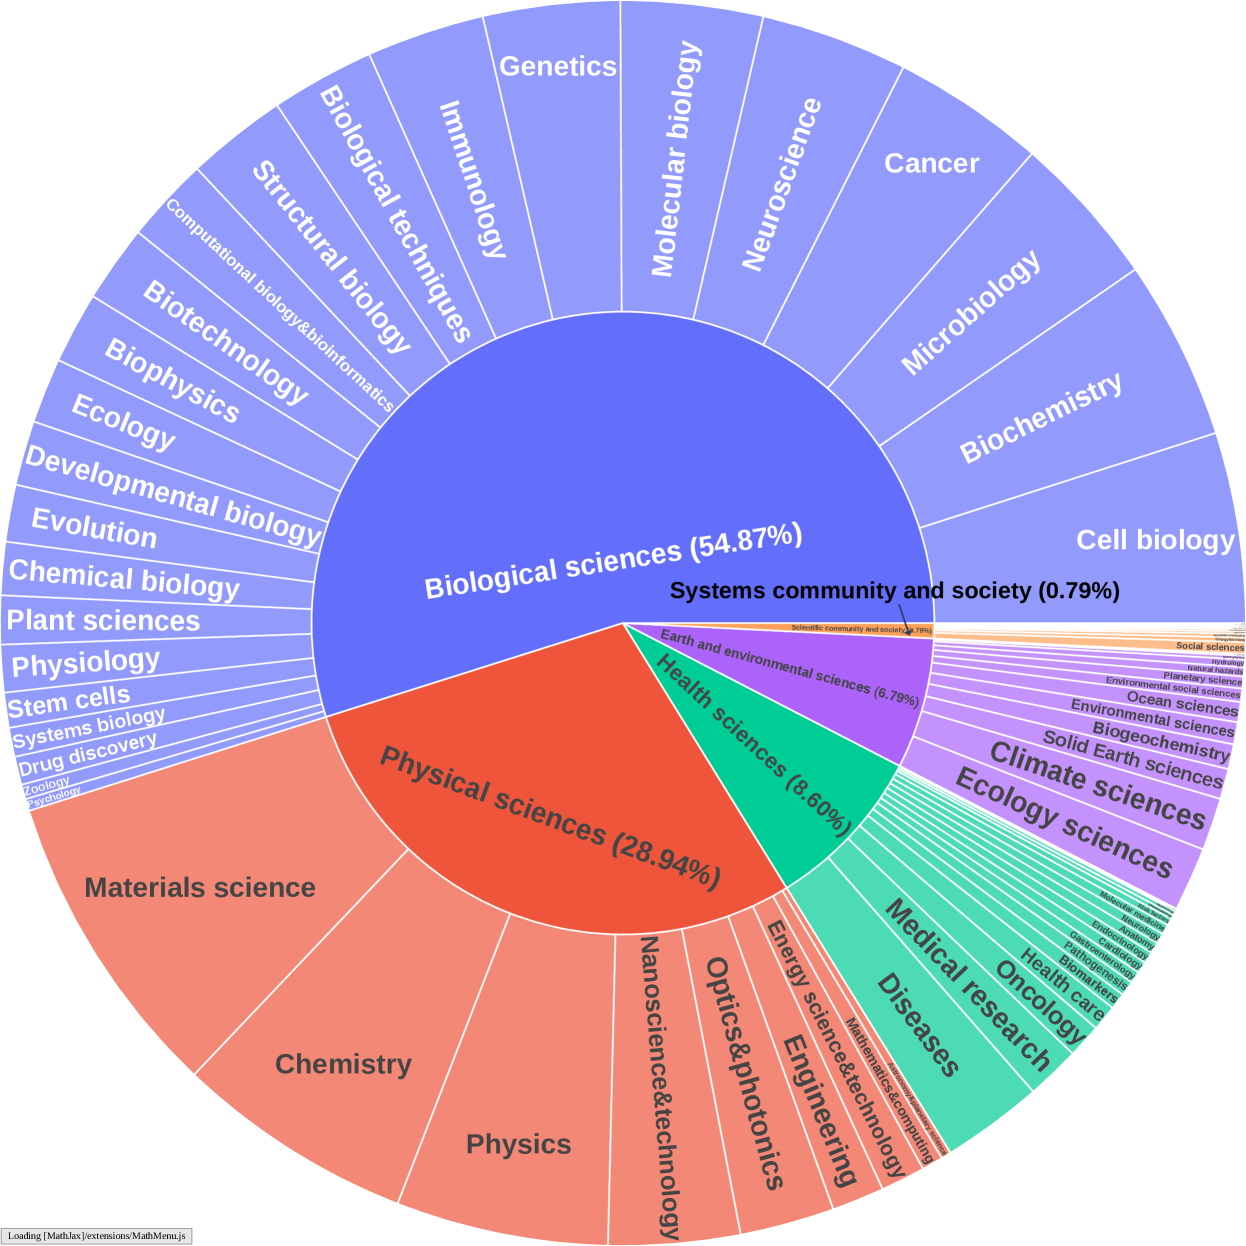 Genetics
Molecular biology
Neuroscience
Cancer
Microbiology
Biochemistry
Cell biology
Immunology
Biological techniques
Structural biology
Computational biology&bioinformatics
Biotechnology
Biophysics
Ecology
Developmental biology
Evolution
Chemical biology
Plant sciences
Physiology
Stem cells
Systems biology
Drug discovery
Zoology
Psychology
Biological sciences (54.87%)
Systems community and society (0.79%)
Scientific community and society (0.79%)
Earth and environmental sciences (6.79%)
Health sciences (8.60%)
Physical sciences (28.94%)
Social sciences
Hydrology
Natural hazards
Planetary science
Environmental social sciences
Ocean sciences
Environmental sciences
Biogeochemistry
Solid Earth sciences
Climate sciences
Ecology sciences
Risk factors
Molecular medicine
Neurology
Anatomy
Endocrinology
Cardiology
Gastroenterology
Pathogenesis
Biomarkers
Health care
Oncology
Medical research
Diseases
Materials science
Chemistry
Physics
Nanoscience&technology
Optics&photonics
Engineering
Energy science&technology
Mathematics&computing
Astronomy&planetary science
Loading [MathJax]/extensions/MathMenu.js